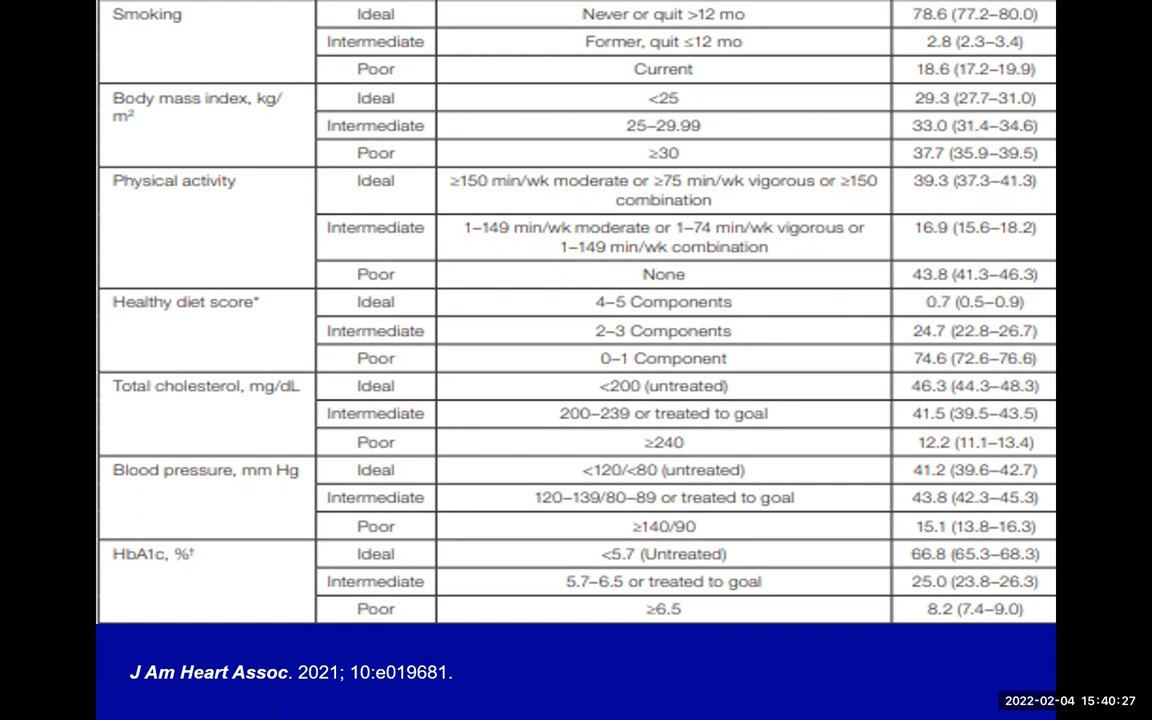 Smoking Ideal Never or quit >12 mo 78.6 (77.2–80.0)
Intermediate Former, quit ≤12 mo 2.8 (2.3–3.4)
Poor Current 18.6 (17.2–19.9)
Body mass index, kg/ Ideal <25 29.3 (27.7–31.0)
m²
Intermediate 25–29.99 33.0 (31.4–34.6)
Poor ≥30 37.7 (35.9–39.5)
Physical activity Ideal ≥150 min/wk moderate or ≥75 min/wk vigorous or ≥150 39.3 (37.3–41.3)
combination
Intermediate 1–149 min/wk moderate or 1–74 min/wk vigorous or 16.9 (15.6–18.2)
1–149 min/wk combination
Poor None 43.8 (41.3–46.3)
Healthy diet score* Ideal 4–5 Components 0.7 (0.5–0.9)
Intermediate 2–3 Components 24.7 (22.8–26.7)
Poor 0–1 Component 74.6 (72.6–76.6)
Total cholesterol, mg/dL Ideal <200 (untreated) 46.3 (44.3–48.3)
Intermediate 200–239 or treated to goal 41.5 (39.5–43.5)
Poor ≥240 12.2 (11.1–13.4)
Blood pressure, mm Hg Ideal <120/<80 (untreated) 41.2 (39.6–42.7)
Intermediate 120–139/80–89 or treated to goal 43.8 (42.3–45.3)
Poor ≥140/90 15.1 (13.8–16.3)
HbA1c, %† Ideal <5.7 (Untreated) 66.8 (65.3–68.3)
Intermediate 5.7–6.5 or treated to goal 25.0 (23.8–26.3)
Poor ≥6.5 8.2 (7.4–9.0)
J Am Heart Assoc. 2021; 10:e019681.
2022-02-04 15:40:27